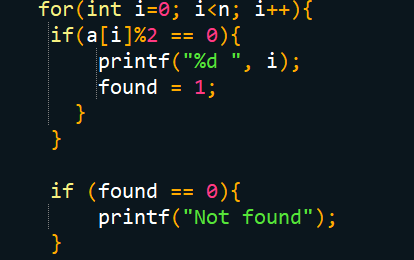 for(int i=0; i<n; i++){
if(a[i]%2 == 0){
printf("%d ", i);
found = 1;
}
}
if (found == 0){
printf("Not found");
}